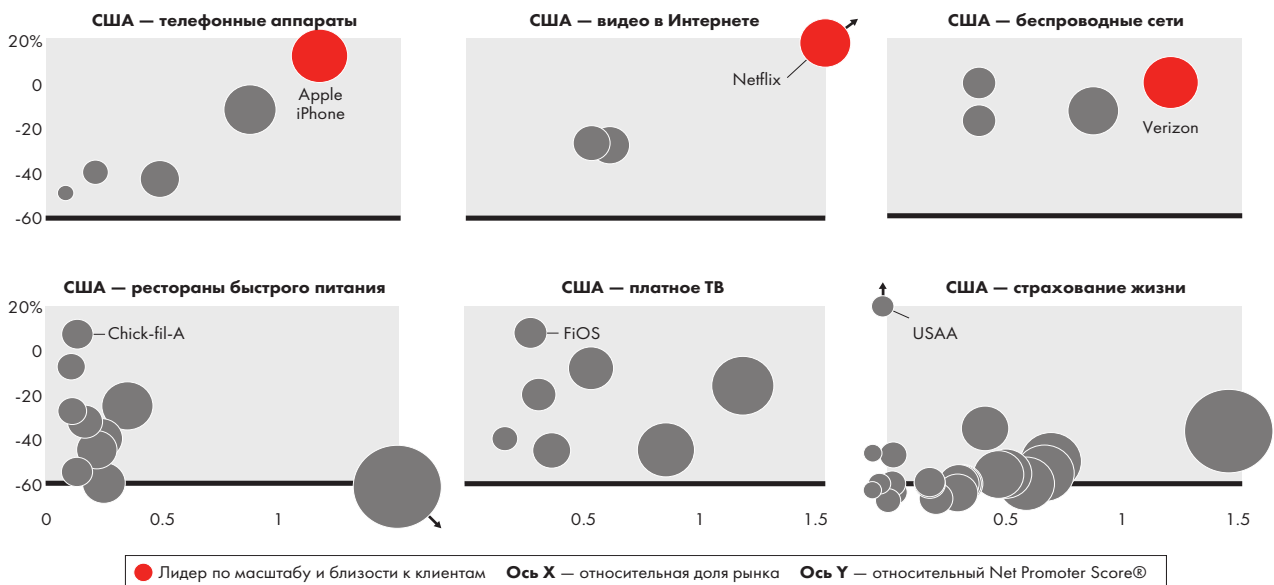 США — телефонные аппараты
США — видео в Интернете
США — беспроводные сети
20%
0
-20
-40
-60
Apple
iPhone
Netflix
Verizon
США — рестораны быстрого питания
США — платное ТВ
США — страхование жизни
20%
0
-20
-40
-60
Chick-fil-A
FiOS
USAA
0 0.5 1
0.5 1 1.5
0.5 1 1.5
Лидер по масштабу и близости к клиентам Ось X — относительная доля рынка Ось Y — относительный Net Promoter Score®